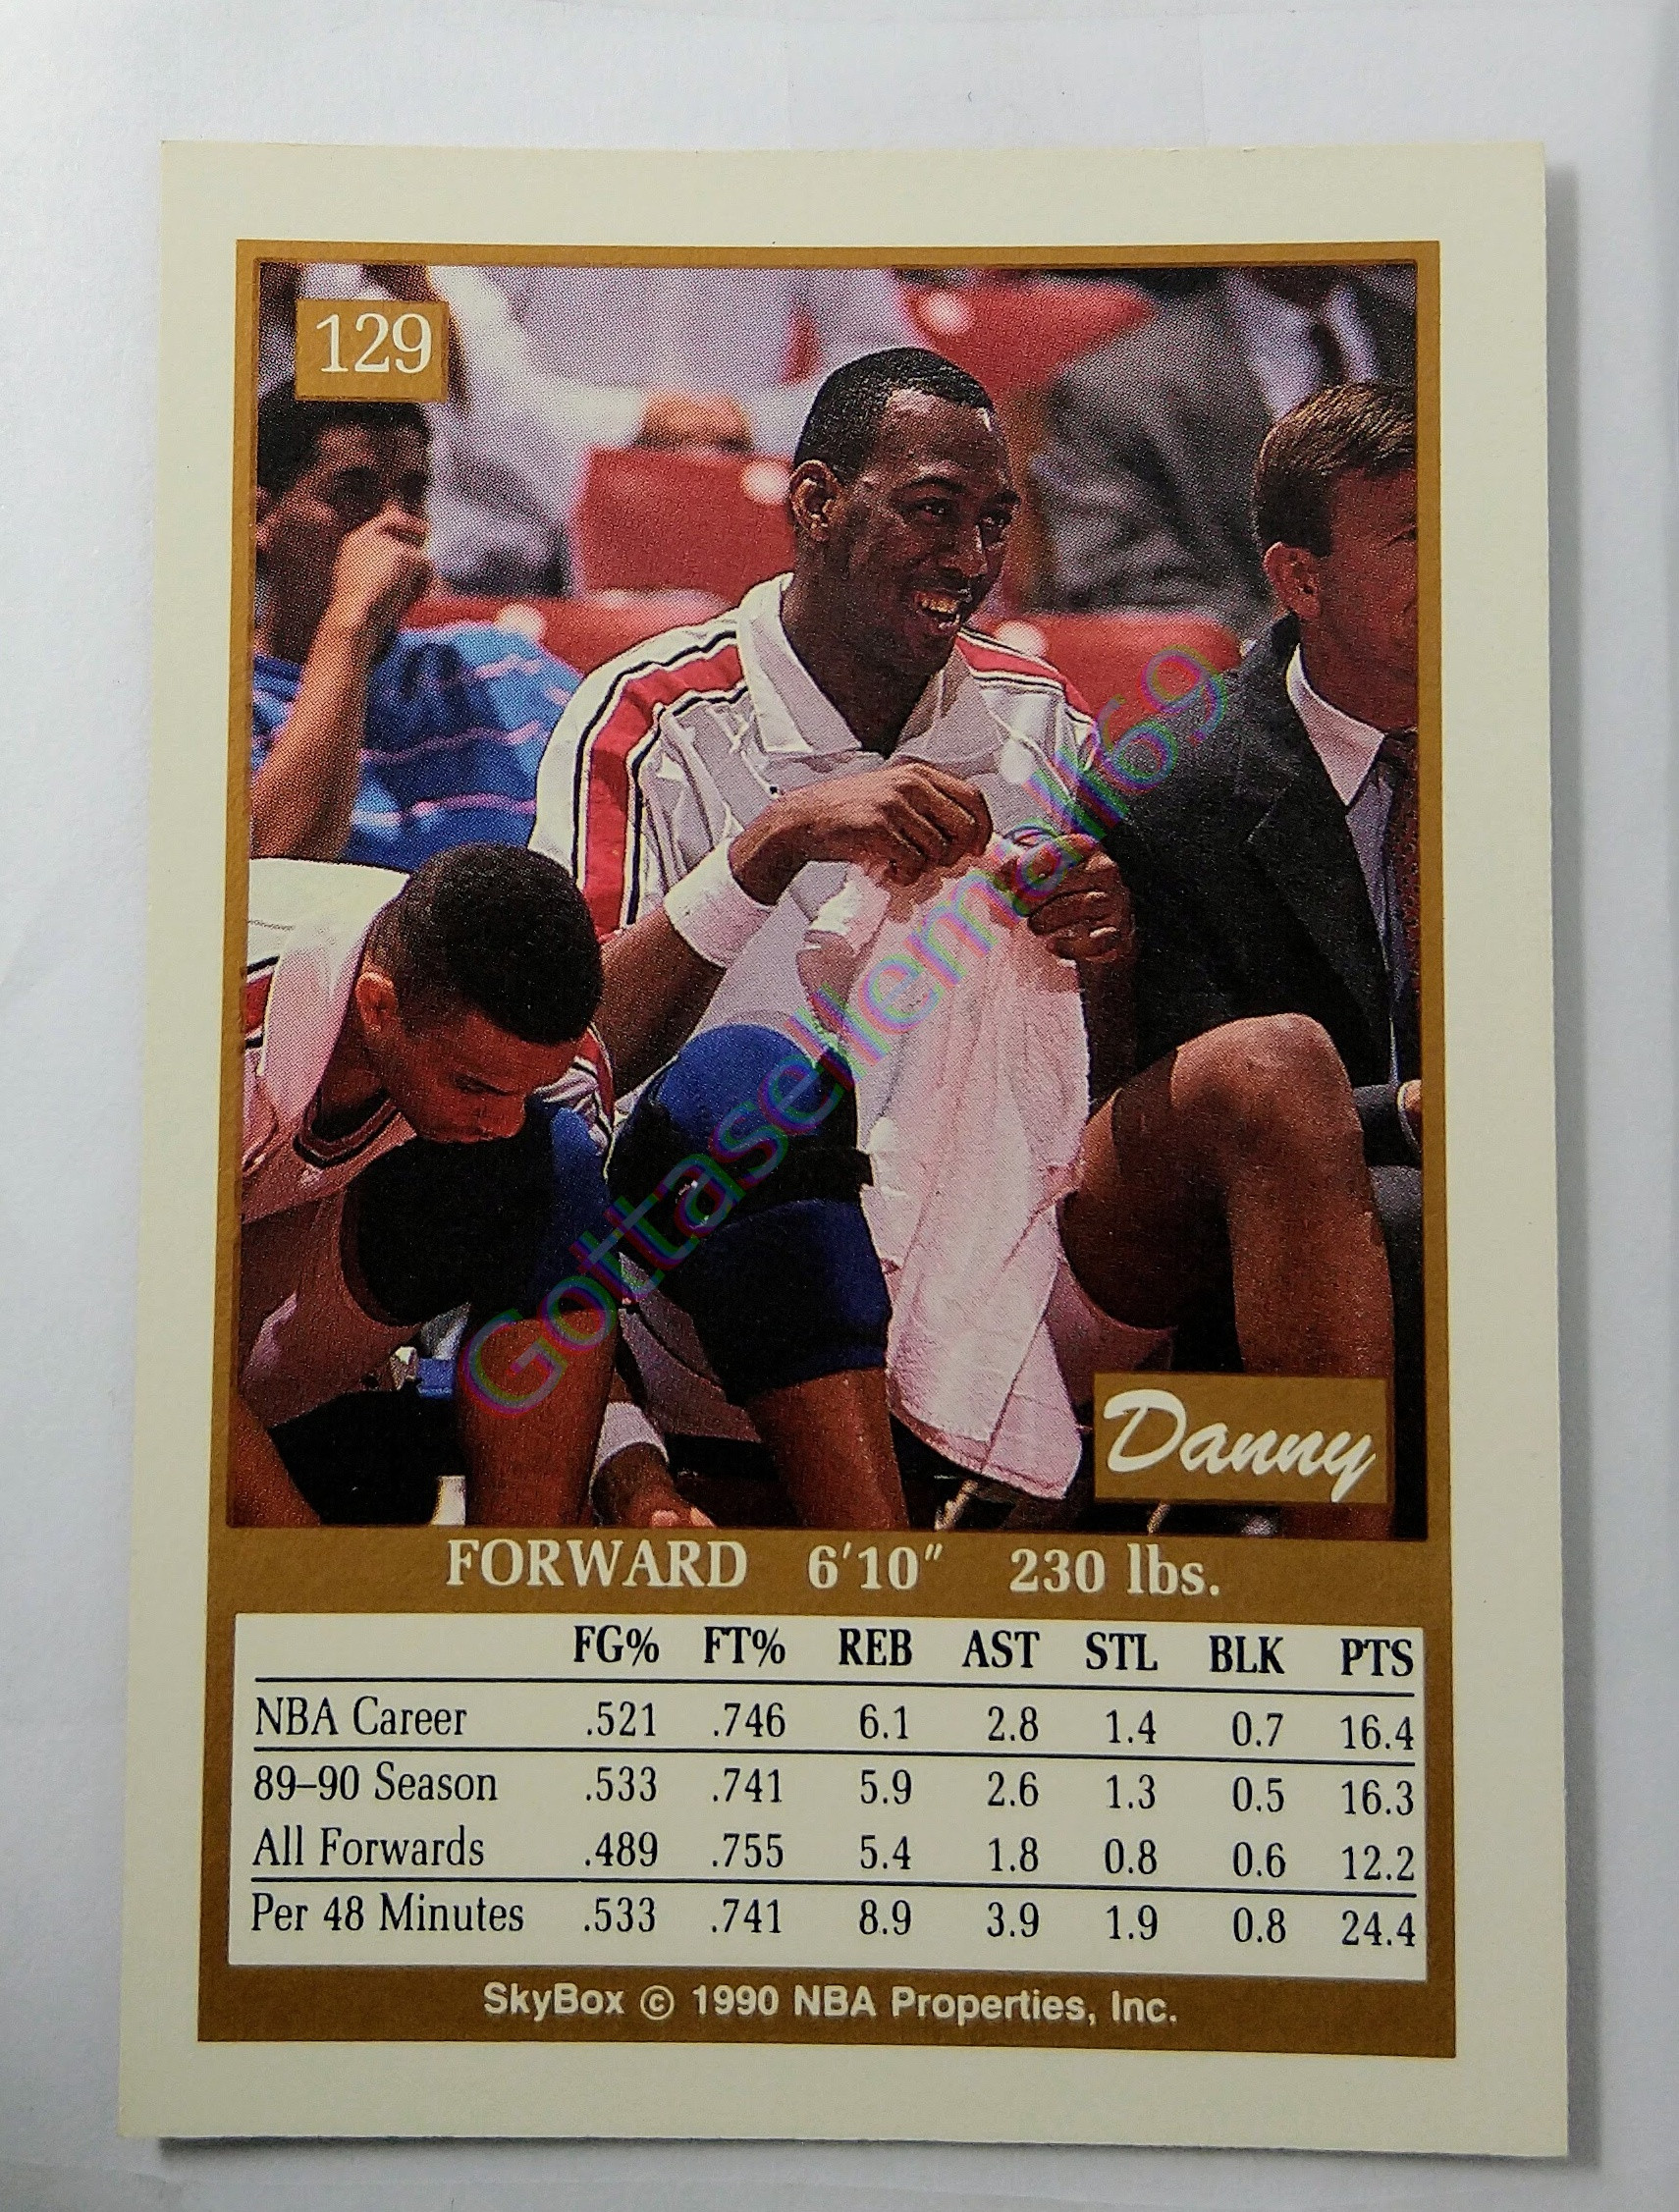 129
Gottasellemall69
Danny
FORWARD 6'10" 230 lbs.
FG% FT% REB AST STL BLK PTS
NBA Career .521 .746 6.1 2.8 1.4 0.7 16.4
89–90 Season .533 .741 5.9 2.6 1.3 0.5 16.3
All Forwards .489 .755 5.4 1.8 0.8 0.6 12.2
Per 48 Minutes .533 .741 8.9 3.9 1.9 0.8 24.4
SkyBox © 1990 NBA Properties, Inc.